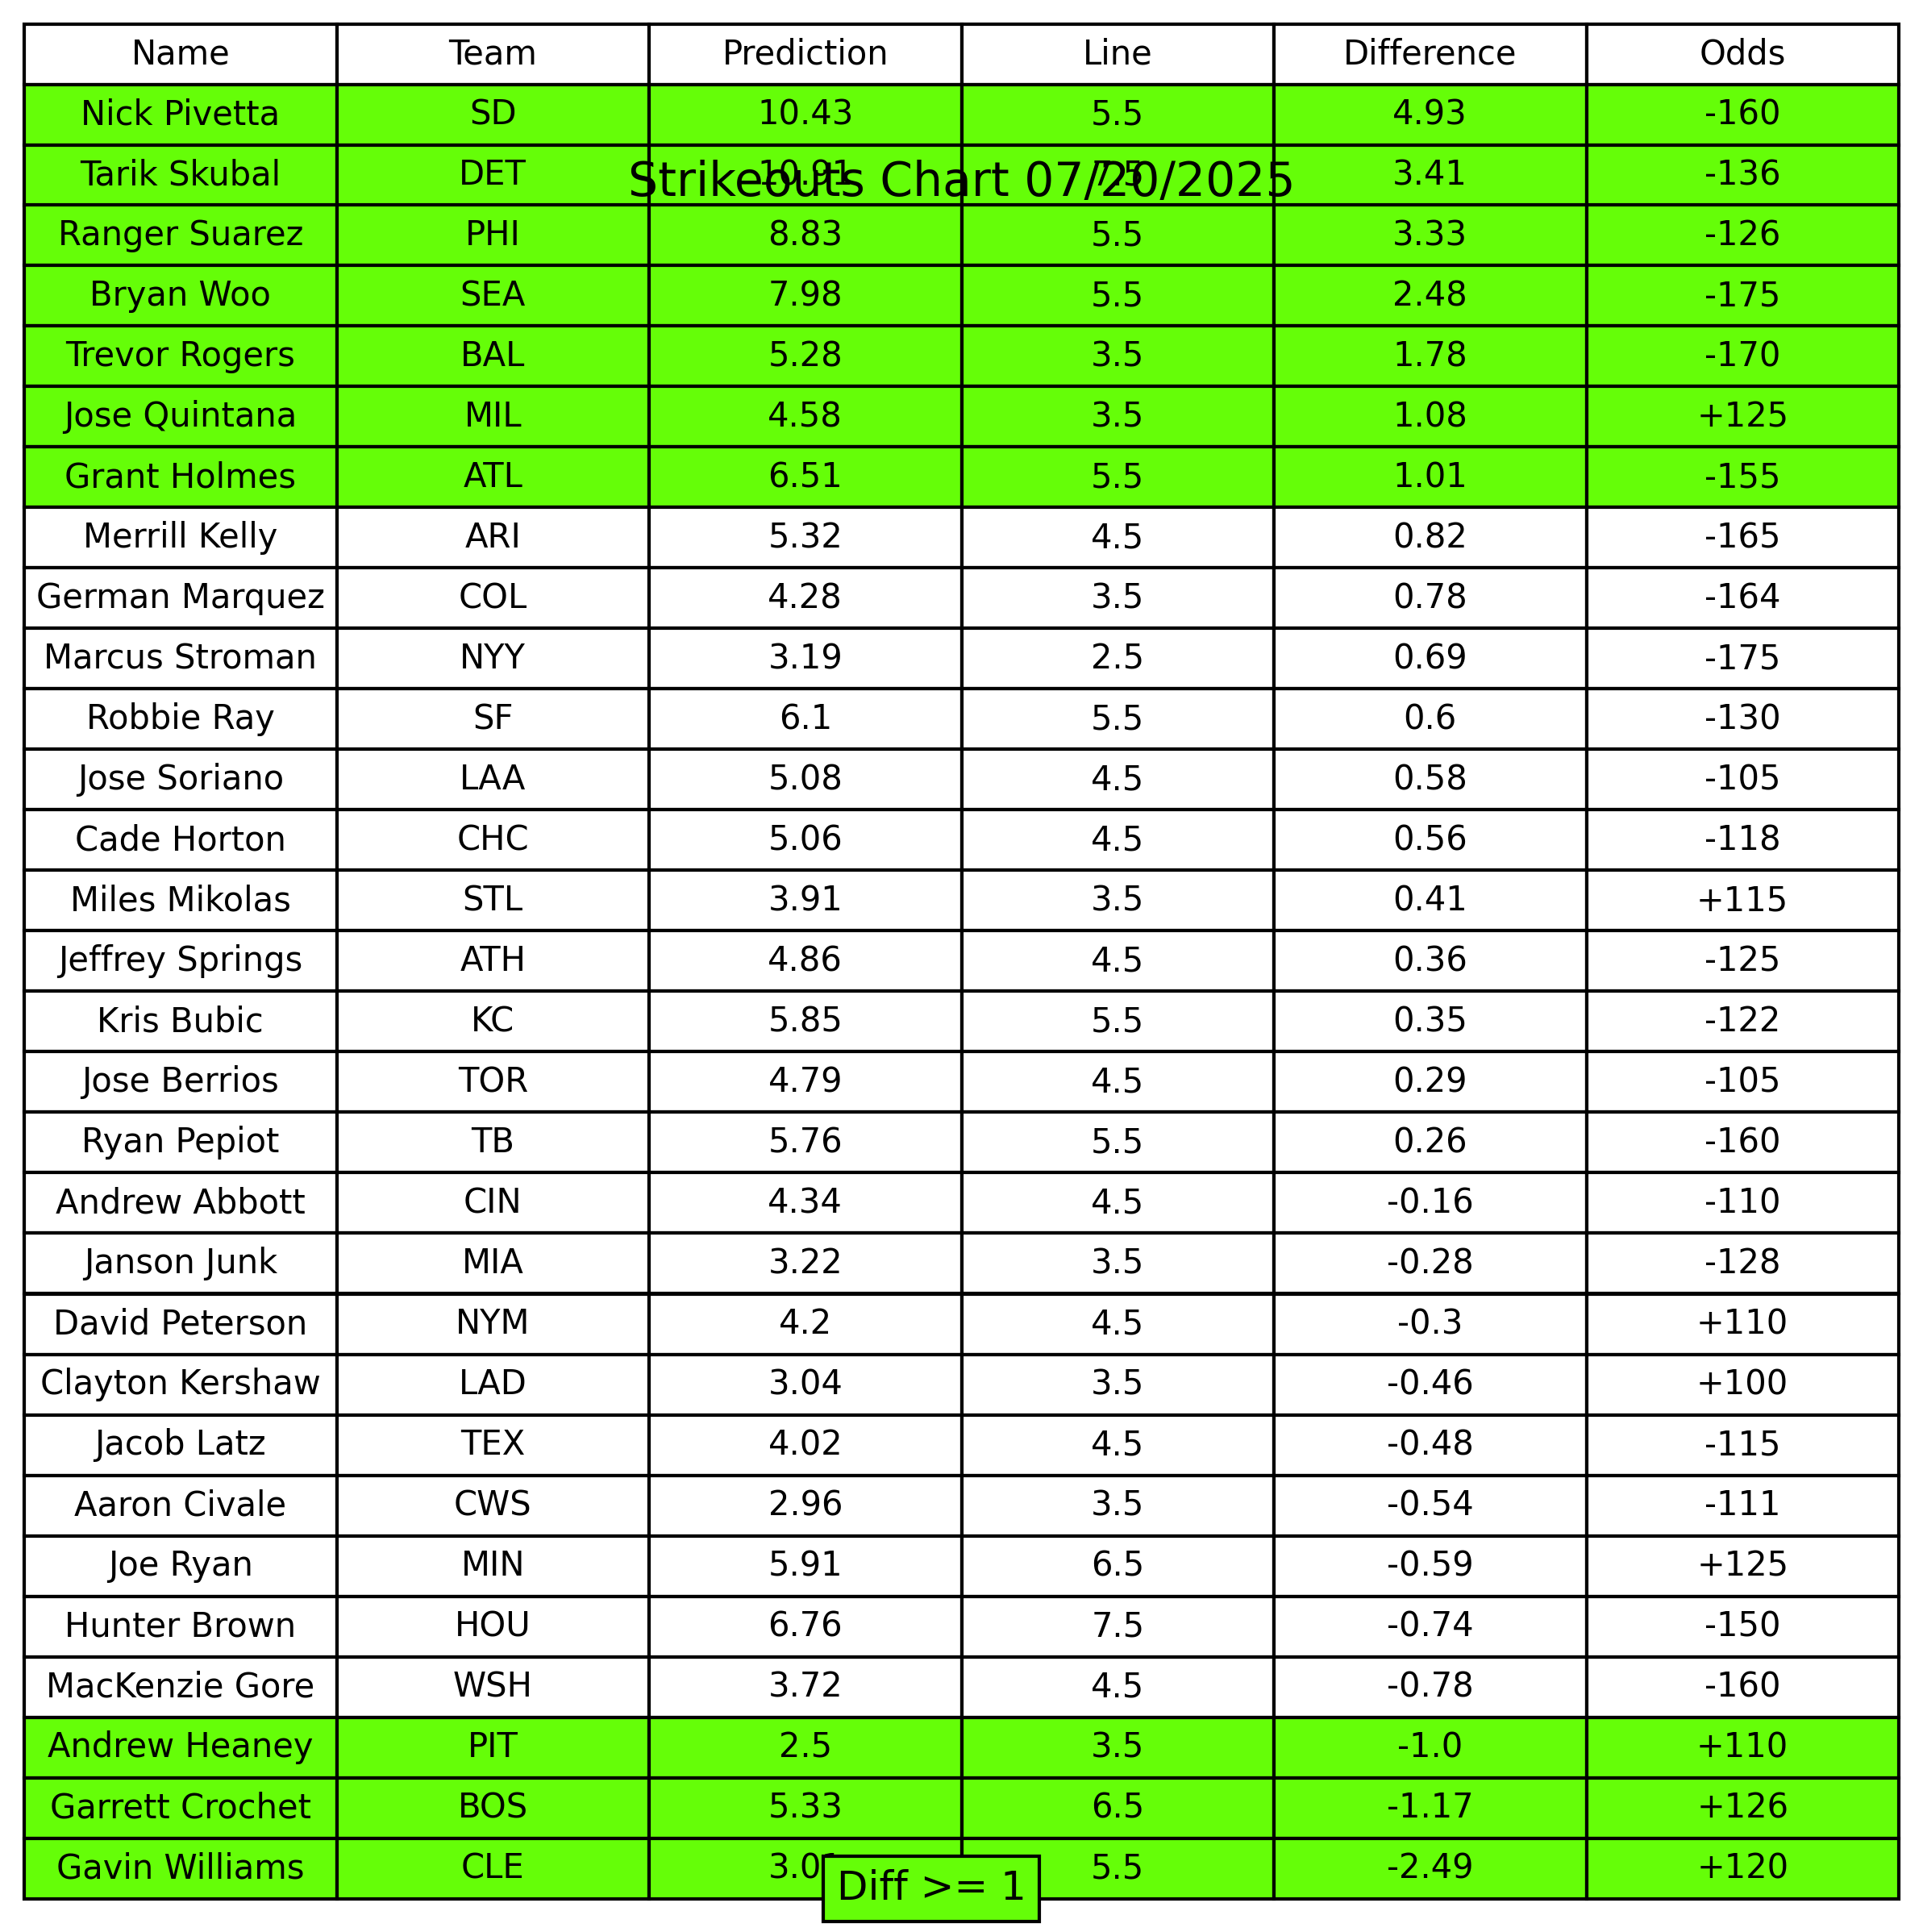 Name Team Prediction Line Difference Odds
Nick Pivetta SD 10.43 5.5 4.93 -160
Tarik Skubal DET 10.91 7.5 3.41 -136
Strikeouts Chart 07/20/2025
Ranger Suarez PHI 8.83 5.5 3.33 -126
Bryan Woo SEA 7.98 5.5 2.48 -175
Trevor Rogers BAL 5.28 3.5 1.78 -170
Jose Quintana MIL 4.58 3.5 1.08 +125
Grant Holmes ATL 6.51 5.5 1.01 -155
Merrill Kelly ARI 5.32 4.5 0.82 -165
German Marquez COL 4.28 3.5 0.78 -164
Marcus Stroman NYY 3.19 2.5 0.69 -175
Robbie Ray SF 6.1 5.5 0.6 -130
Jose Soriano LAA 5.08 4.5 0.58 -105
Cade Horton CHC 5.06 4.5 0.56 -118
Miles Mikolas STL 3.91 3.5 0.41 +115
Jeffrey Springs ATH 4.86 4.5 0.36 -125
Kris Bubic KC 5.85 5.5 0.35 -122
Jose Berrios TOR 4.79 4.5 0.29 -105
Ryan Pepiot TB 5.76 5.5 0.26 -160
Andrew Abbott CIN 4.34 4.5 -0.16 -110
Janson Junk MIA 3.22 3.5 -0.28 -128
David Peterson NYM 4.2 4.5 -0.3 +110
Clayton Kershaw LAD 3.04 3.5 -0.46 +100
Jacob Latz TEX 4.02 4.5 -0.48 -115
Aaron Civale CWS 2.96 3.5 -0.54 -111
Joe Ryan MIN 5.91 6.5 -0.59 +125
Hunter Brown HOU 6.76 7.5 -0.74 -150
MacKenzie Gore WSH 3.72 4.5 -0.78 -160
Andrew Heaney PIT 2.5 3.5 -1.0 +110
Garrett Crochet BOS 5.33 6.5 -1.17 +126
Gavin Williams CLE 5.5 -2.49 +120
Diff >= 1